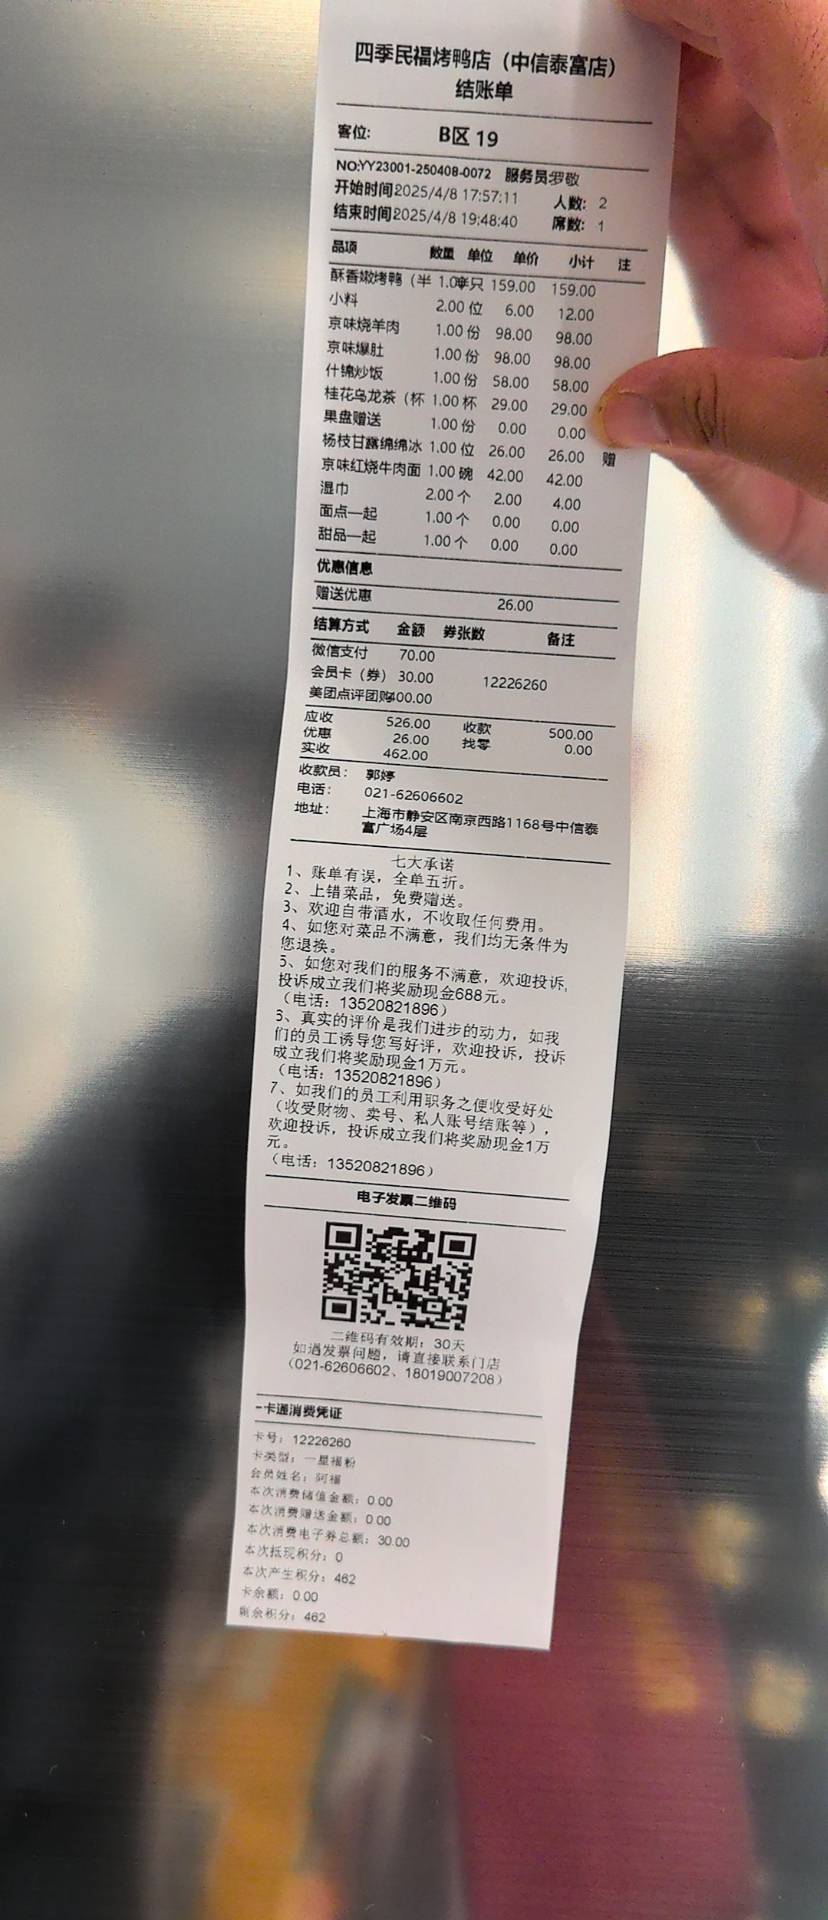 四季民福烤鸭店（中信泰富店）
结账单
客位: B区 19
NO:YY23001-250408-0072 服务员:罗敬
开始时间2025/4/8 17:57:11 人数: 2
结束时间2025/4/8 19:48:40 席数: 1
品项 数量 单位 单价 小计 注
酥香嫩烤鸭（半 1.0半只 159.00 159.00
小料 2.00 位 6.00 12.00
京味烧羊肉 1.00 份 98.00 98.00
京味爆肚 1.00 份 98.00 98.00
什锦炒饭 1.00 份 58.00 58.00
桂花乌龙茶（杯 1.00 杯 29.00 29.00
果盘赠送 1.00 份 0.00 0.00
杨枝甘露绵绵冰 1.00 位 26.00 26.00 赠
京味红烧牛肉面 1.00 碗 42.00 42.00
湿巾 2.00 个 2.00 4.00
面点一起 1.00 个 0.00 0.00
甜品一起 1.00 个 0.00 0.00
优惠信息
赠送优惠 26.00
结算方式 金额 券张数 备注
微信支付 70.00
会员卡（券） 30.00 12226260
美团点评团购400.00
应收 526.00 收款 500.00
优惠 26.00 找零 0.00
实收 462.00
收款员: 郭婷
电话: 021-62606602
地址: 上海市静安区南京西路1168号中信泰
富广场4层
七大承诺
1、账单有误，全单五折。
2、上错菜品，免费赠送。
3、欢迎自带酒水，不收取任何费用。
4、如您对菜品不满意，我们均无条件为
您退换。
5、如您对我们的服务不满意，欢迎投诉,
投诉成立我们将奖励现金688元。
（电话：13520821896）
6、真实的评价是我们进步的动力，如我
们的员工诱导您写好评，欢迎投诉，投诉
成立我们将奖励现金1万元。
（电话：13520821896）
7、如我们的员工利用职务之便收受好处
（收受财物、卖号、私人账号结账等），
欢迎投诉，投诉成立我们将奖励现金1万
元。
（电话：13520821896）
电子发票二维码
二维码有效期：30天
如遇发票问题，请直接联系门店
（021-62606602、18019007208）
一卡通消费凭证
卡号：12226260
卡类型：一星福粉
会员姓名：阿福
本次消费储值金额：0.00
本次消费赠送金额：0.00
本次消费电子券总额：30.00
本次抵现积分：0
本次产生积分：462
卡余额：0.00
剩余积分：462